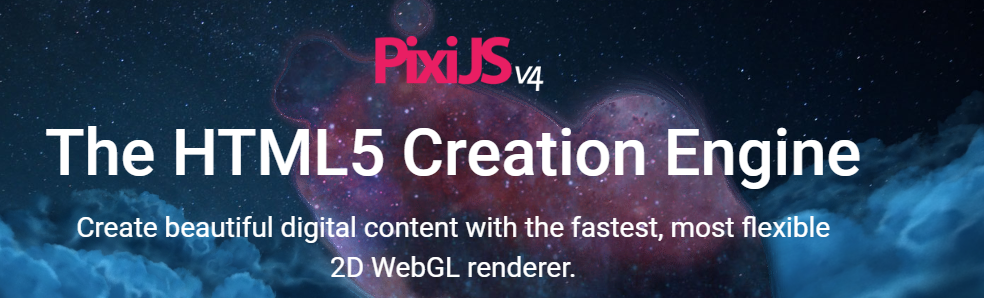 PixiJS v4
The HTML5 Creation Engine
Create beautiful digital content with the fastest, most flexible
2D WebGL renderer.